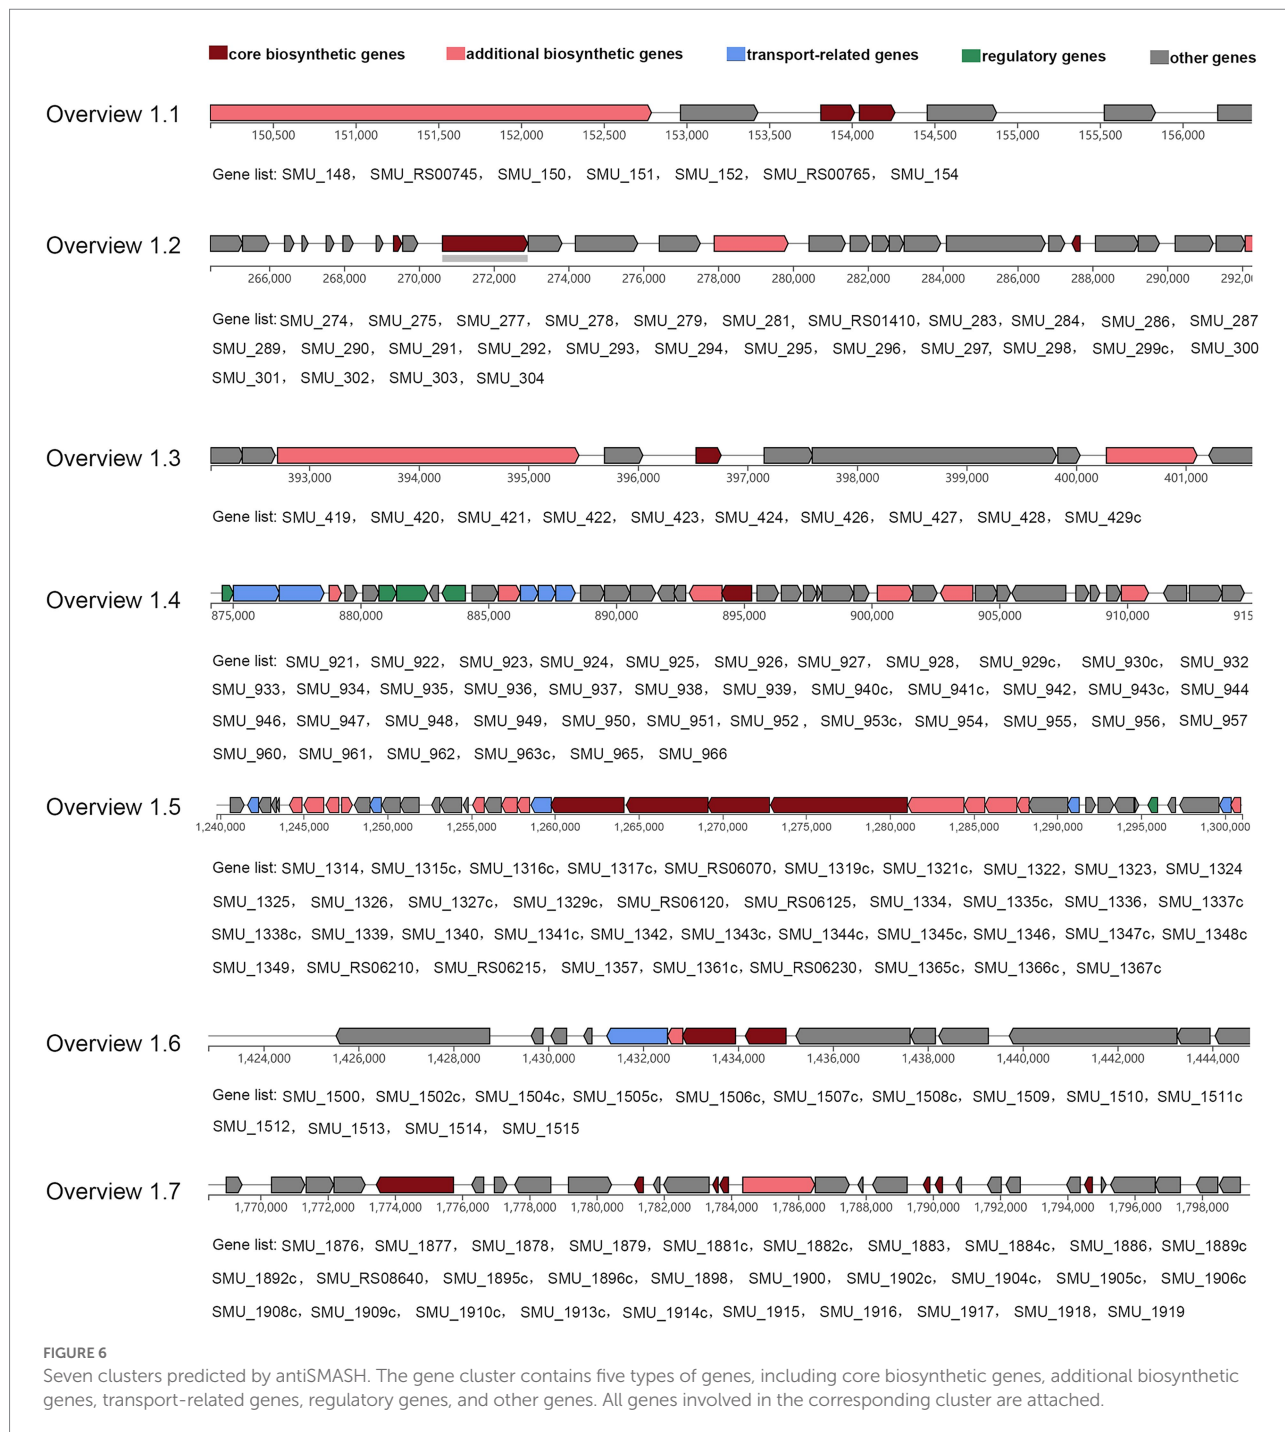 core biosynthetic genes additional biosynthetic genes transport-related genes regulatory genes other genes
Overview 1.1
150,500 151,000 151,500 152,000 152,500 153,000 153,500 154,000 154,500 155,000 155,500 156,000
Gene list: SMU_148, SMU_RS00745, SMU_150, SMU_151, SMU_152, SMU_RS00765, SMU_154
Overview 1.2
266,000 268,000 270,000 272,000 274,000 276,000 278,000 280,000 282,000 284,000 286,000 288,000 290,000 292,0
Gene list: SMU_274, SMU_275, SMU_277, SMU_278, SMU_279, SMU_281, SMU_RS01410, SMU_283, SMU_284, SMU_286, SMU_287
SMU_289, SMU_290, SMU_291, SMU_292, SMU_293, SMU_294, SMU_295, SMU_296, SMU_297, SMU_298, SMU_299c, SMU_300
SMU_301, SMU_302, SMU_303, SMU_304
Overview 1.3
393,000 394,000 395,000 396,000 397,000 398,000 399,000 400,000 401,000
Gene list: SMU_419, SMU_420, SMU_421, SMU_422, SMU_423, SMU_424, SMU_426, SMU_427, SMU_428, SMU_429c
Overview 1.4
875,000 880,000 885,000 890,000 895,000 900,000 905,000 910,000 915
Gene list: SMU_921, SMU_922, SMU_923, SMU_924, SMU_925, SMU_926, SMU_927, SMU_928, SMU_929c, SMU_930c, SMU_932
SMU_933, SMU_934, SMU_935, SMU_936, SMU_937, SMU_938, SMU_939, SMU_940c, SMU_941c, SMU_942, SMU_943c, SMU_944
SMU_946, SMU_947, SMU_948, SMU_949, SMU_950, SMU_951, SMU_952, SMU_953c, SMU_954, SMU_955, SMU_956, SMU_957
SMU_960, SMU_961, SMU_962, SMU_963c, SMU_965, SMU_966
Overview 1.5
1,240,000 1,245,000 1,250,000 1,255,000 1,260,000 1,265,000 1,270,000 1,275,000 1,280,000 1,285,000 1,290,000 1,295,000 1,300,000
Gene list: SMU_1314, SMU_1315c, SMU_1316c, SMU_1317c, SMU_RS06070, SMU_1319c, SMU_1321c, SMU_1322, SMU_1323, SMU_1324
SMU_1325, SMU_1326, SMU_1327c, SMU_1329c, SMU_RS06120, SMU_RS06125, SMU_1334, SMU_1335c, SMU_1336, SMU_1337c
SMU_1338c, SMU_1339, SMU_1340, SMU_1341c, SMU_1342, SMU_1343c, SMU_1344c, SMU_1345c, SMU_1346, SMU_1347c, SMU_1348c
SMU_1349, SMU_RS06210, SMU_RS06215, SMU_1357, SMU_1361c, SMU_RS06230, SMU_1365c, SMU_1366c, SMU_1367c
Overview 1.6
1,424,000 1,426,000 1,428,000 1,430,000 1,432,000 1,434,000 1,436,000 1,438,000 1,440,000 1,442,000 1,444,000
Gene list: SMU_1500, SMU_1502c, SMU_1504c, SMU_1505c, SMU_1506c, SMU_1507c, SMU_1508c, SMU_1509, SMU_1510, SMU_1511c
SMU_1512, SMU_1513, SMU_1514, SMU_1515
Overview 1.7
1,770,000 1,772,000 1,774,000 1,776,000 1,778,000 1,780,000 1,782,000 1,784,000 1,786,000 1,788,000 1,790,000 1,792,000 1,794,000 1,796,000 1,798,000
Gene list: SMU_1876, SMU_1877, SMU_1878, SMU_1879, SMU_1881c, SMU_1882c, SMU_1883, SMU_1884c, SMU_1886, SMU_1889c
SMU_1892c, SMU_RS08640, SMU_1895c, SMU_1896c, SMU_1898, SMU_1900, SMU_1902c, SMU_1904c, SMU_1905c, SMU_1906c
SMU_1908c, SMU_1909c, SMU_1910c, SMU_1913c, SMU_1914c, SMU_1915, SMU_1916, SMU_1917, SMU_1918, SMU_1919
FIGURE 6
Seven clusters predicted by antiSMASH. The gene cluster contains five types of genes, including core biosynthetic genes, additional biosynthetic
genes, transport-related genes, regulatory genes, and other genes. All genes involved in the corresponding cluster are attached.